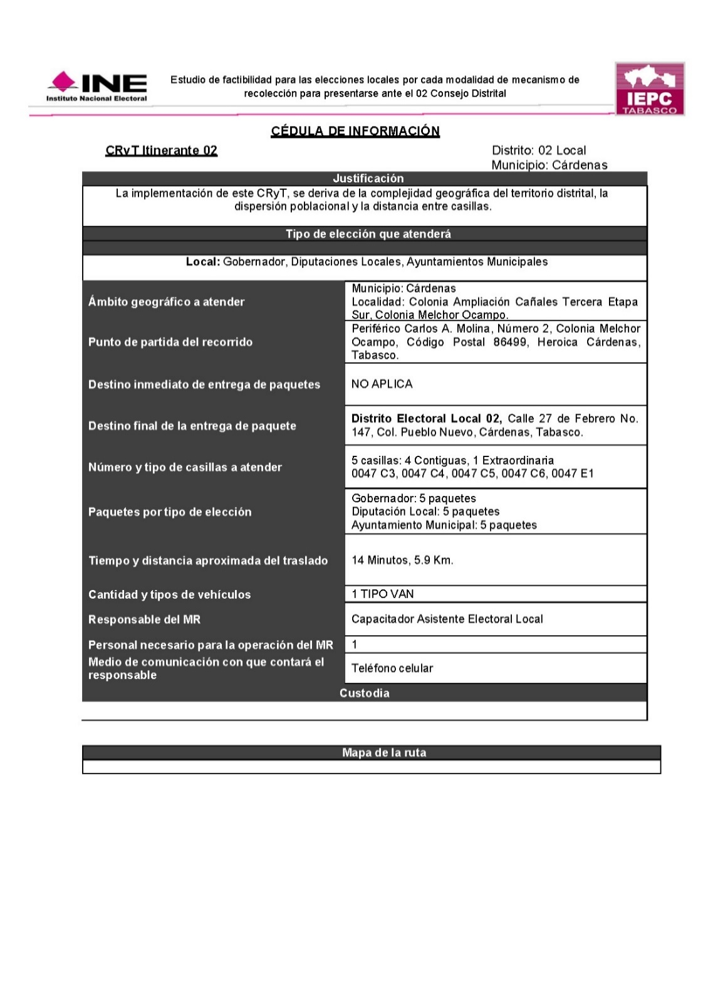 INE
Instituto Nacional Electoral
Estudio de factibilidad para las elecciones locales por cada modalidad de mecanismo de
recolección para presentarse ante el 02 Consejo Distrital
IEPC
TABASCO
CÉDULA DE INFORMACIÓN
CRyT Itinerante 02
Distrito: 02 Local
Municipio: Cárdenas
Justificación
La implementación de este CRyT, se deriva de la complejidad geográfica del territorio distrital, la
dispersión poblacional y la distancia entre casillas.
Tipo de elección que atenderá
Local: Gobernador, Diputaciones Locales, Ayuntamientos Municipales
Ámbito geográfico a atender
Municipio: Cárdenas
Localidad: Colonia Ampliación Cañales Tercera Etapa
Sur, Colonia Melchor Ocampo.
Punto de partida del recorrido
Periférico Carlos A. Molina, Número 2, Colonia Melchor
Ocampo, Código Postal 86499, Heroica Cárdenas,
Tabasco.
Destino inmediato de entrega de paquetes
NO APLICA
Destino final de la entrega de paquete
Distrito Electoral Local 02, Calle 27 de Febrero No.
147, Col. Pueblo Nuevo, Cárdenas, Tabasco.
Número y tipo de casillas a atender
5 casillas: 4 Contiguas, 1 Extraordinaria
0047 C3, 0047 C4, 0047 C5, 0047 C6, 0047 E1
Paquetes por tipo de elección
Gobernador: 5 paquetes
Diputación Local: 5 paquetes
Ayuntamiento Municipal: 5 paquetes
Tiempo y distancia aproximada del traslado
14 Minutos, 5.9 Km.
Cantidad y tipos de vehículos
1 TIPO VAN
Responsable del MR
Capacitador Asistente Electoral Local
Personal necesario para la operación del MR
1
Medio de comunicación con que contará el
responsable
Teléfono celular
Custodia
Mapa de la ruta